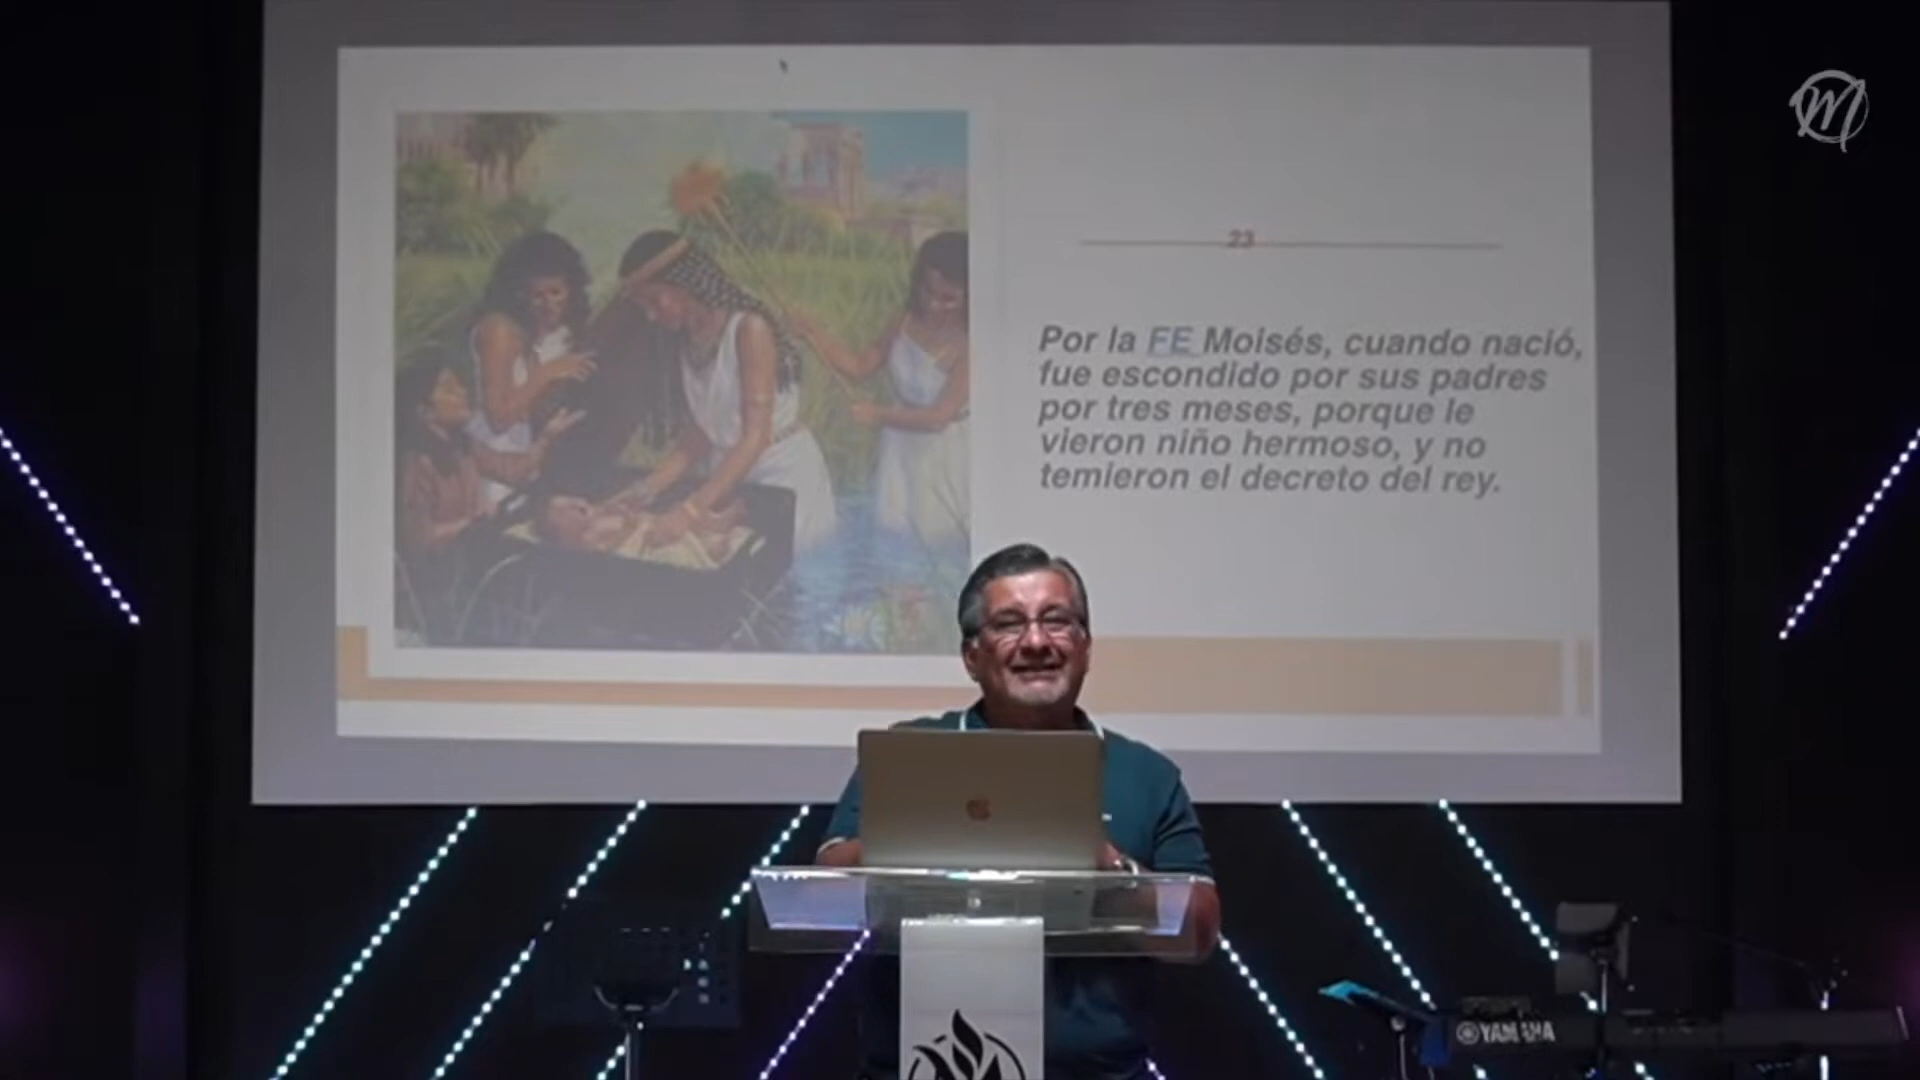 23
Por la FE Moisés, cuando nació,
fue escondido por sus padres
por tres meses, porque le
vieron niño hermoso, y no
temieron el decreto del rey.
YAMAHA